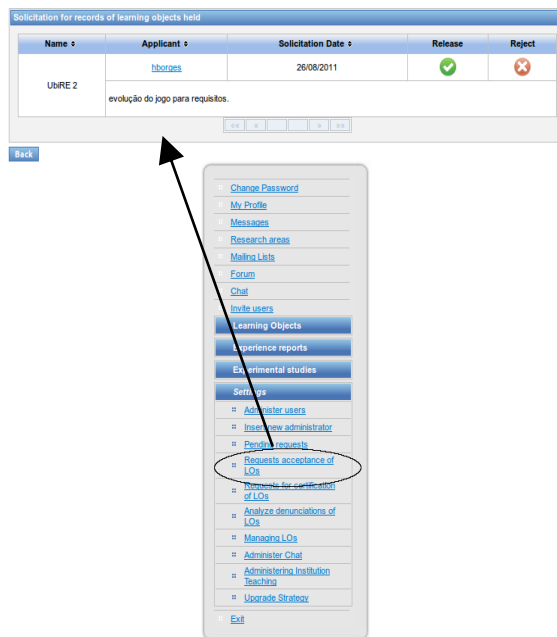 Solicitation for records of learning objects held
Name Applicant Solicitation Date Release Reject
UbiRE 2 hborges 26/08/2011
evolução do jogo para requisitos.
Back
Change Password
My Profile
Messages
Research areas
Mailing Lists
Forum
Chat
Invite users
Learning Objects
Experience reports
Experimental studies
Settings
Administer users
Insert new administrator
Pending requests
Requests acceptance of
LOs
Requests for certification
of LOs
Analyze denunciations of
LOs
Managing LOs
Administer Chat
Administering Institution
Teaching
Upgrade Strategy
Exit